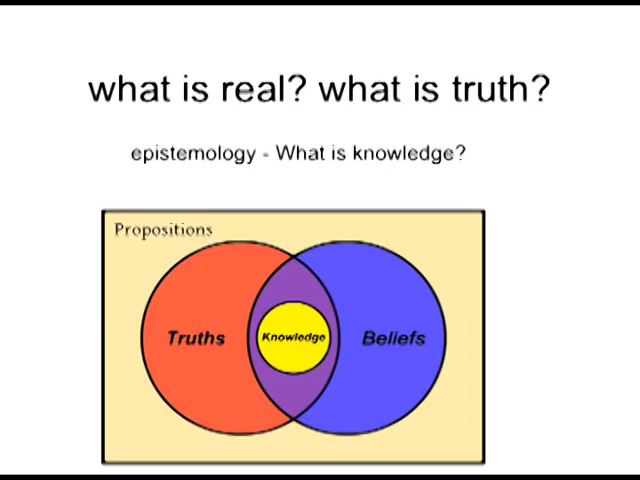 what is real? what is truth?
epistemology - What is knowledge?
Propositions
Truths Knowledge Beliefs